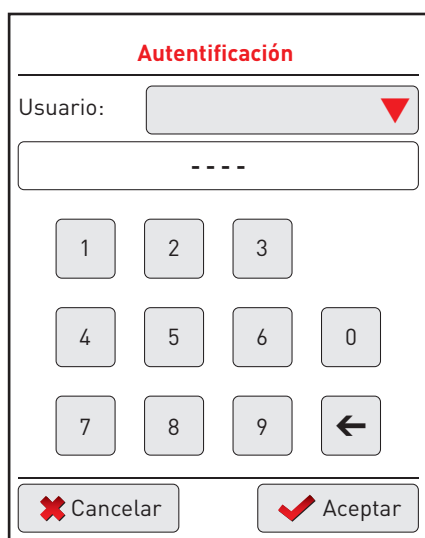 Autentificación
Usuario:
----
1 2 3
4 5 6 0
7 8 9
Cancelar Aceptar